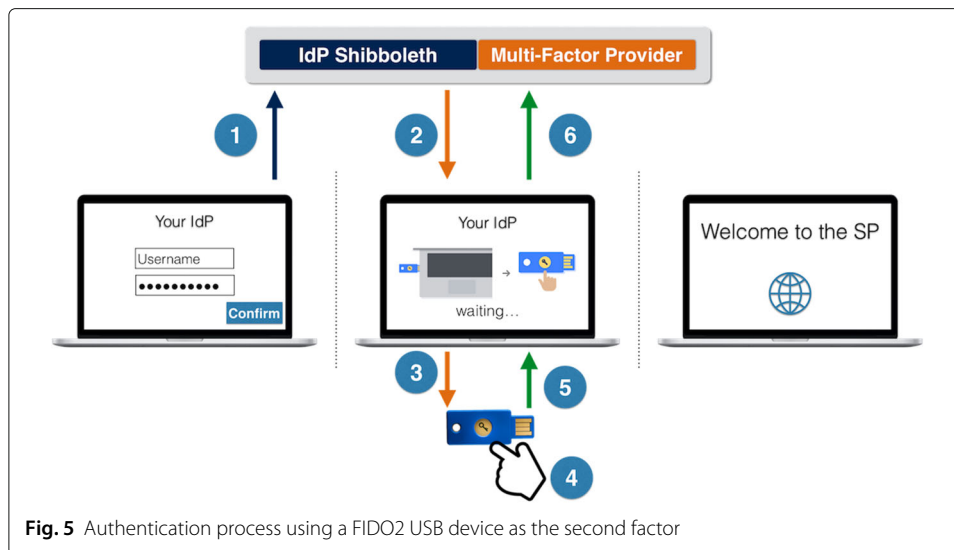 IdP Shibboleth
Multi-Factor Provider
1
2
6
Your IdP
Username
●●●●●●●●●●
Confirm
Your IdP
waiting...
Welcome to the SP
3
5
4
Fig. 5 Authentication process using a FIDO2 USB device as the second factor